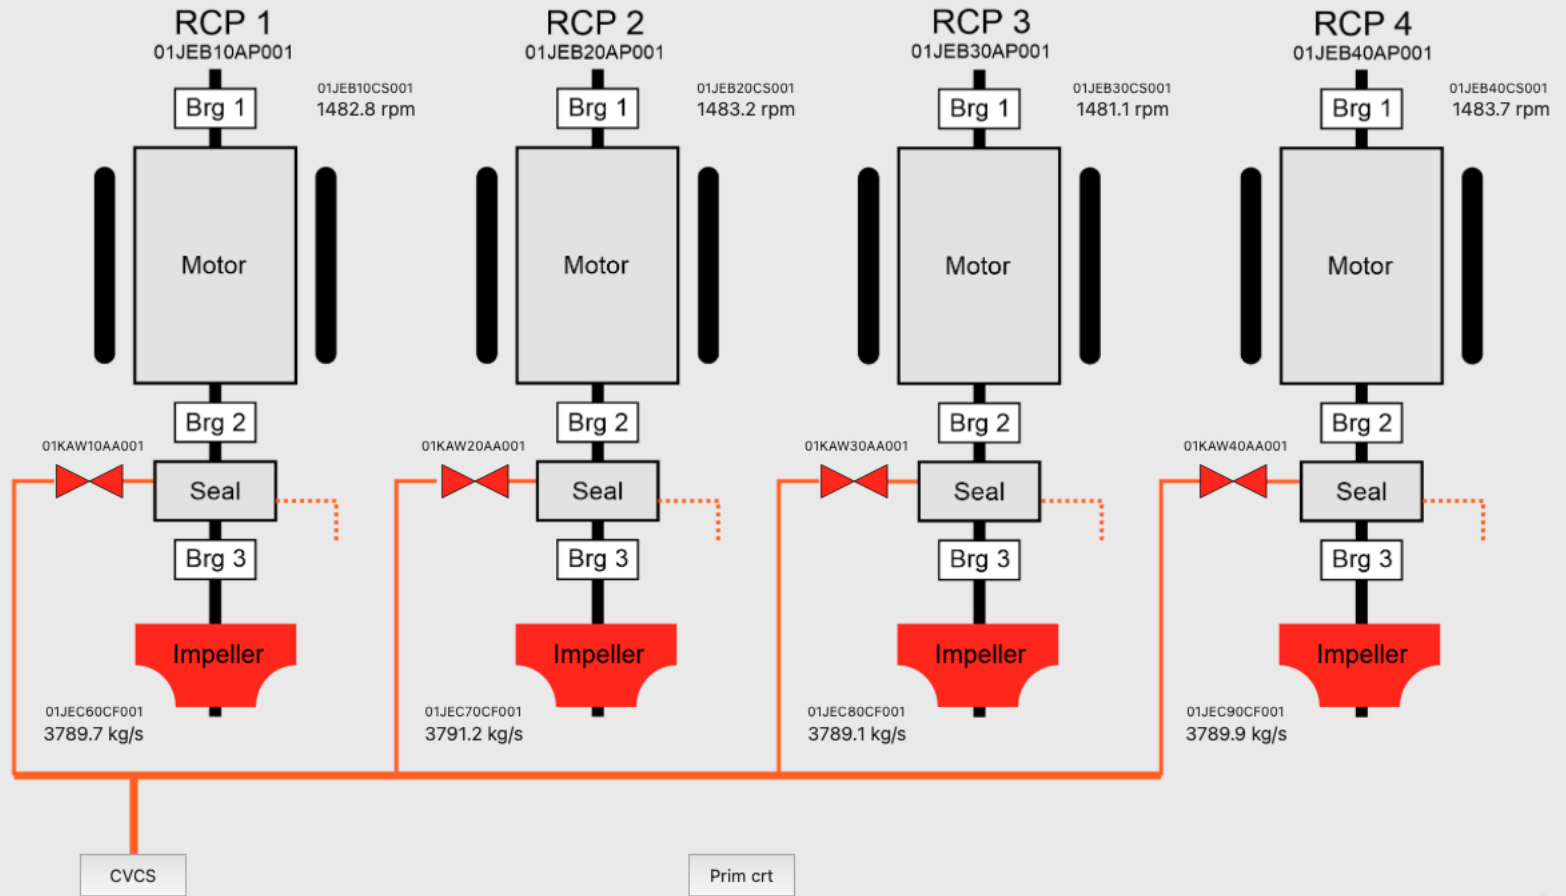 RCP 1
01JEB10AP001
01JEB10CS001
1482.8 rpm
Brg 1
Motor
Brg 2
01KAW10AA001
Seal
Brg 3
Impeller
01JEC60CF001
3789.7 kg/s
RCP 2
01JEB20AP001
01JEB20CS001
1483.2 rpm
Brg 1
Motor
Brg 2
01KAW20AA001
Seal
Brg 3
Impeller
01JEC70CF001
3791.2 kg/s
RCP 3
01JEB30AP001
01JEB30CS001
1481.1 rpm
Brg 1
Motor
Brg 2
01KAW30AA001
Seal
Brg 3
Impeller
01JEC80CF001
3789.1 kg/s
RCP 4
01JEB40AP001
01JEB40CS001
1483.7 rpm
Brg 1
Motor
Brg 2
01KAW40AA001
Seal
Brg 3
Impeller
01JEC90CF001
3789.9 kg/s
CVCS
Prim crt